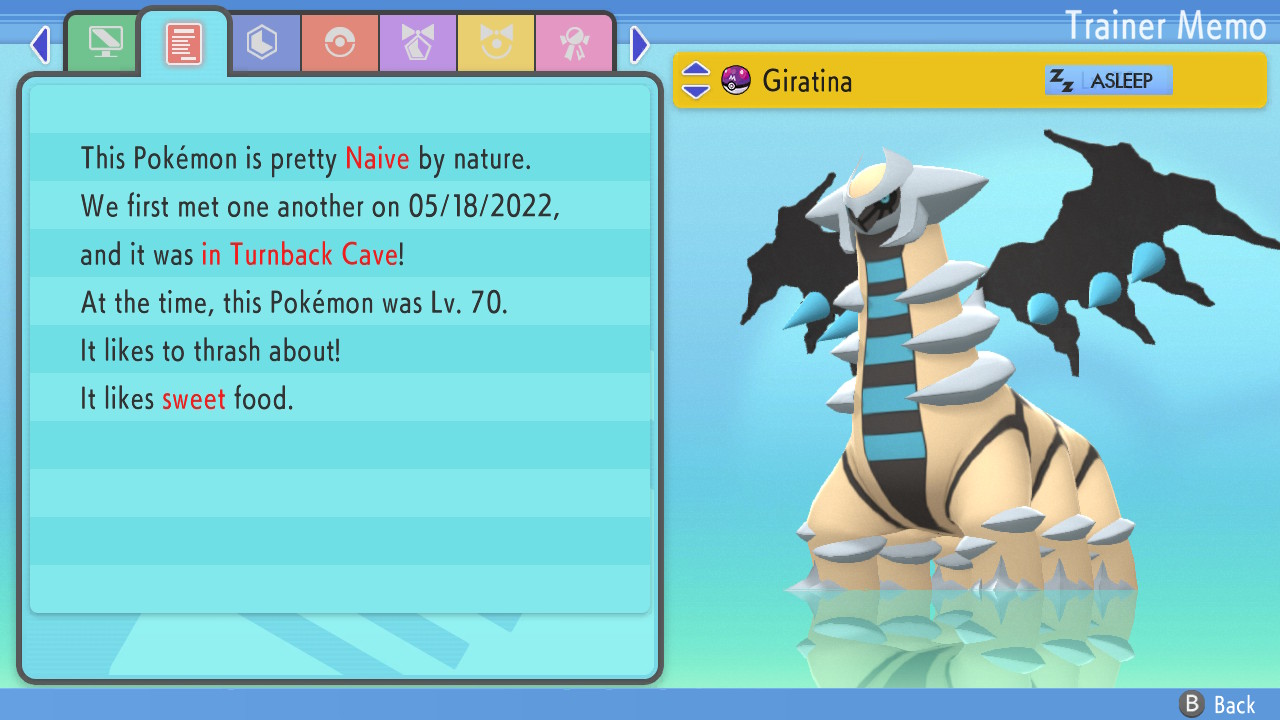 Trainer Memo
Giratina
ASLEEP
This Pokémon is pretty Naive by nature.
We first met one another on 05/18/2022,
and it was in Turnback Cave!
At the time, this Pokémon was Lv. 70.
It likes to thrash about!
It likes sweet food.
B Back